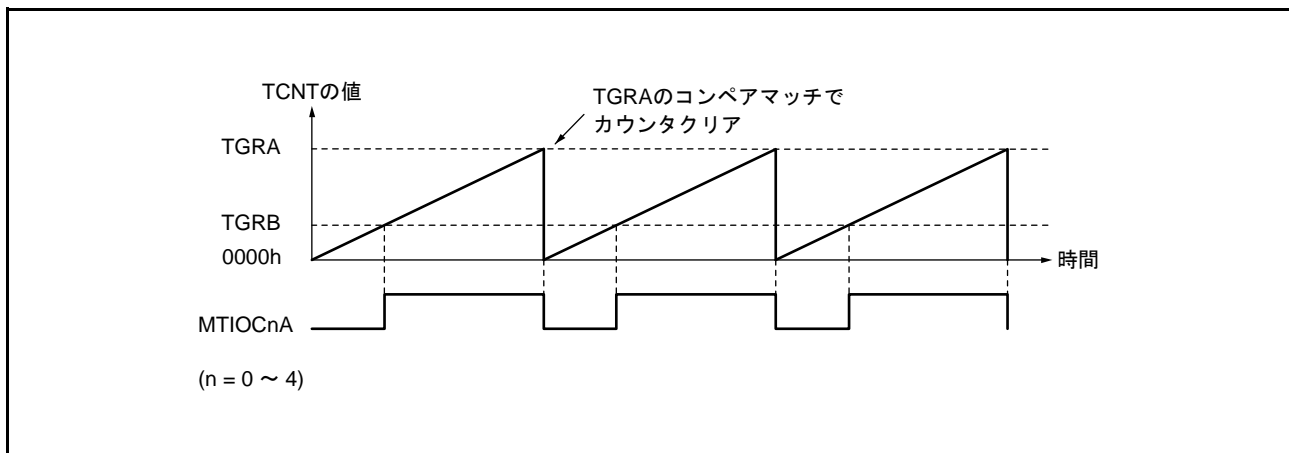 TCNTの値
TGRAのコンペアマッチで
カウンタクリア
TGRA
TGRB
0000h
時間
MTIOCnA
(n = 0 ～ 4)